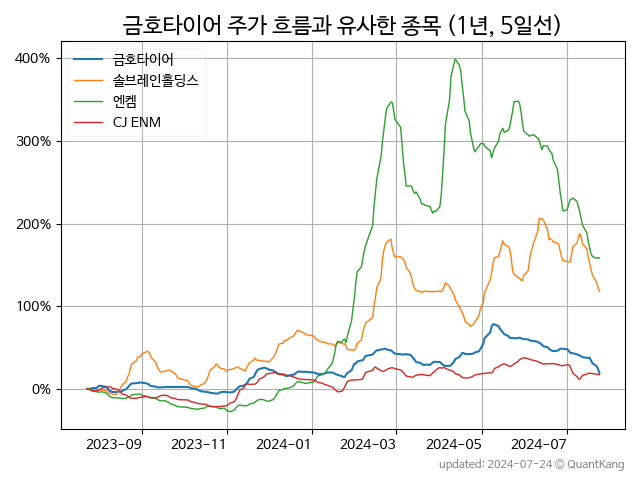 금호타이어 주가 흐름과 유사한 종목 (1년, 5일선)
금호타이어
솔브레인홀딩스
엔켐
CJ ENM
400%
300%
200%
100%
0%
2023-09
2023-11
2024-01
2024-03
2024-05
2024-07
updated: 2024-07-24 © QuantKang